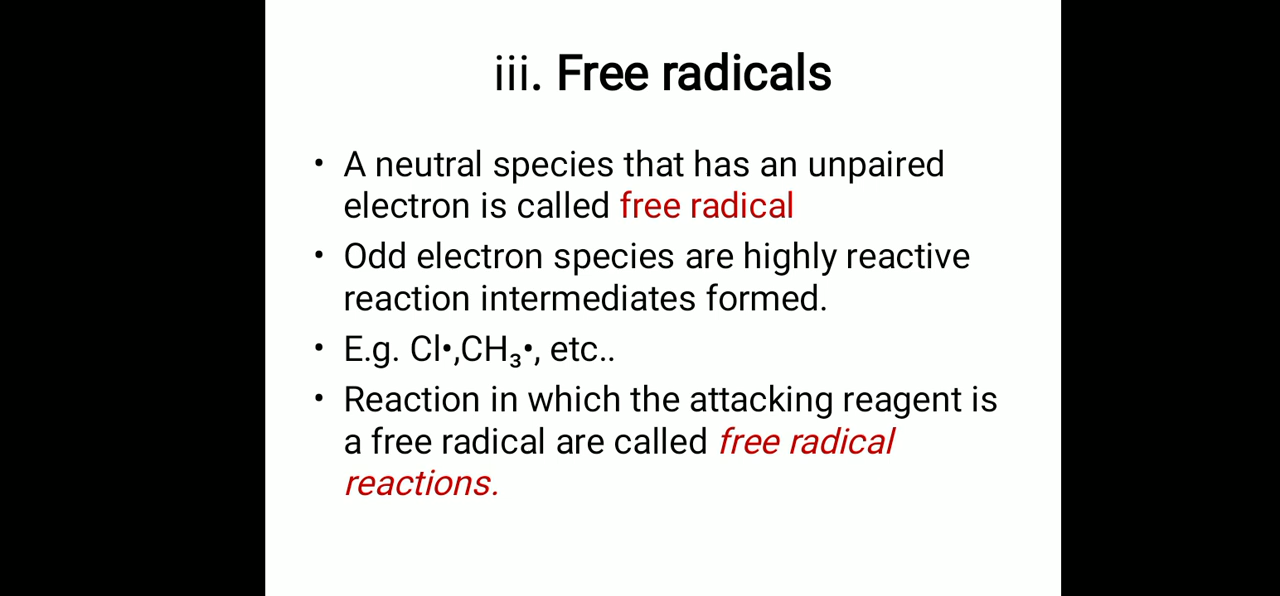 iii. Free radicals
• A neutral species that has an unpaired
electron is called free radical
• Odd electron species are highly reactive
reaction intermediates formed.
• E.g. Cl•,CH₃•, etc..
• Reaction in which the attacking reagent is
a free radical are called free radical
reactions.